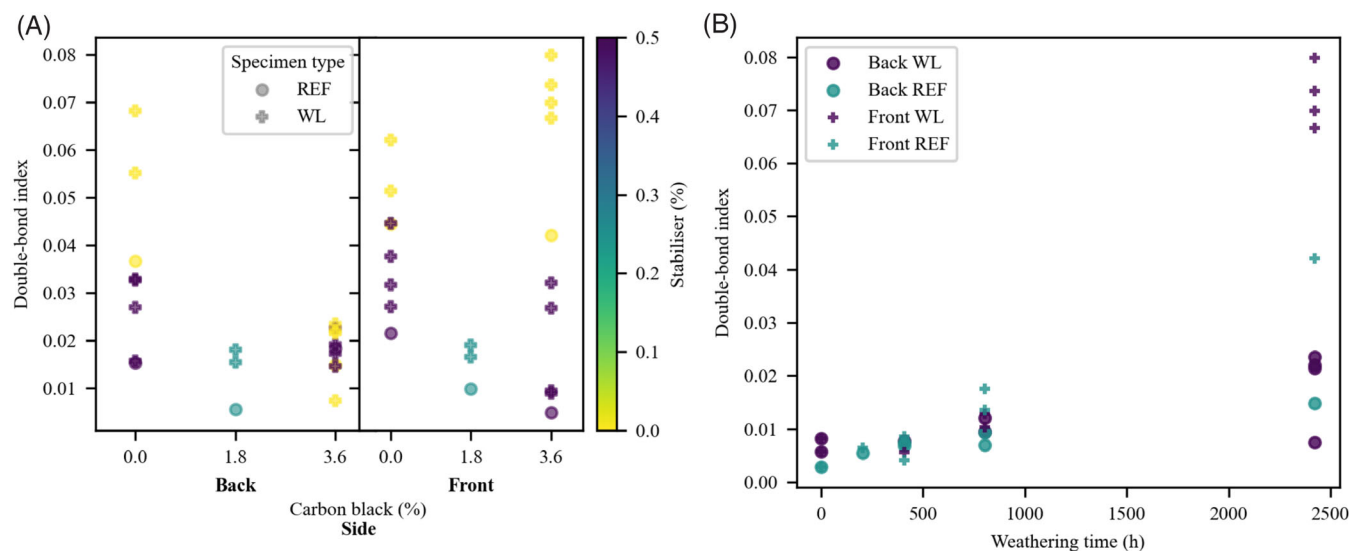 (A)
Double-bond index
0.08
0.07
0.06
0.05
0.04
0.03
0.02
0.01
Specimen type
REF
WL
0.0 1.8 3.6
Back
0.0 1.8 3.6
Front
Carbon black (%)
Side
0.5
0.4
0.3
0.2
0.1
0.0
Stabiliser (%)
(B)
Double-bond index
0.08
0.07
0.06
0.05
0.04
0.03
0.02
0.01
0.00
Back WL
Back REF
Front WL
Front REF
0 500 1000 1500 2000 2500
Weathering time (h)